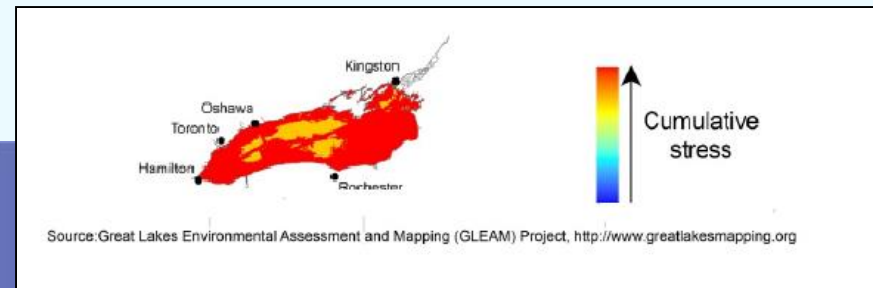 Kingston
Oshawa
Toronto
Hamilton
Rochester
Cumulative
stress
Source:Great Lakes Environmental Assessment and Mapping (GLEAM) Project, http://www.greatlakesmapping.org